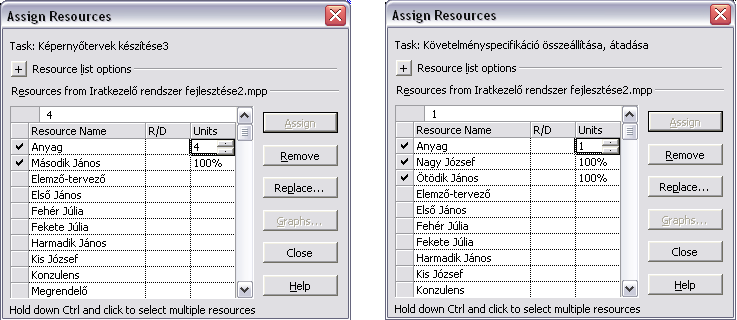 Assign Resources
Task: Képernyőtervek készítése3
+ Resource list options
Resources from Iratkezelő rendszer fejlesztése2.mpp
4
Resource Name R/D Units
Anyag 4
Második János 100%
Elemző-tervező
Első János
Fehér Júlia
Fekete Júlia
Harmadik János
Kis József
Konzulens
Megrendelő
Assign
Remove
Replace...
Graphs...
Close
Help
Hold down Ctrl and click to select multiple resources
Assign Resources
Task: Követelményspecifikáció összeállítása, átadása
+ Resource list options
Resources from Iratkezelő rendszer fejlesztése2.mpp
1
Resource Name R/D Units
Anyag 1
Nagy József 100%
Ötödik János 100%
Elemző-tervező
Első János
Fehér Júlia
Fekete Júlia
Harmadik János
Kis József
Konzulens
Assign
Remove
Replace...
Graphs...
Close
Help
Hold down Ctrl and click to select multiple resources